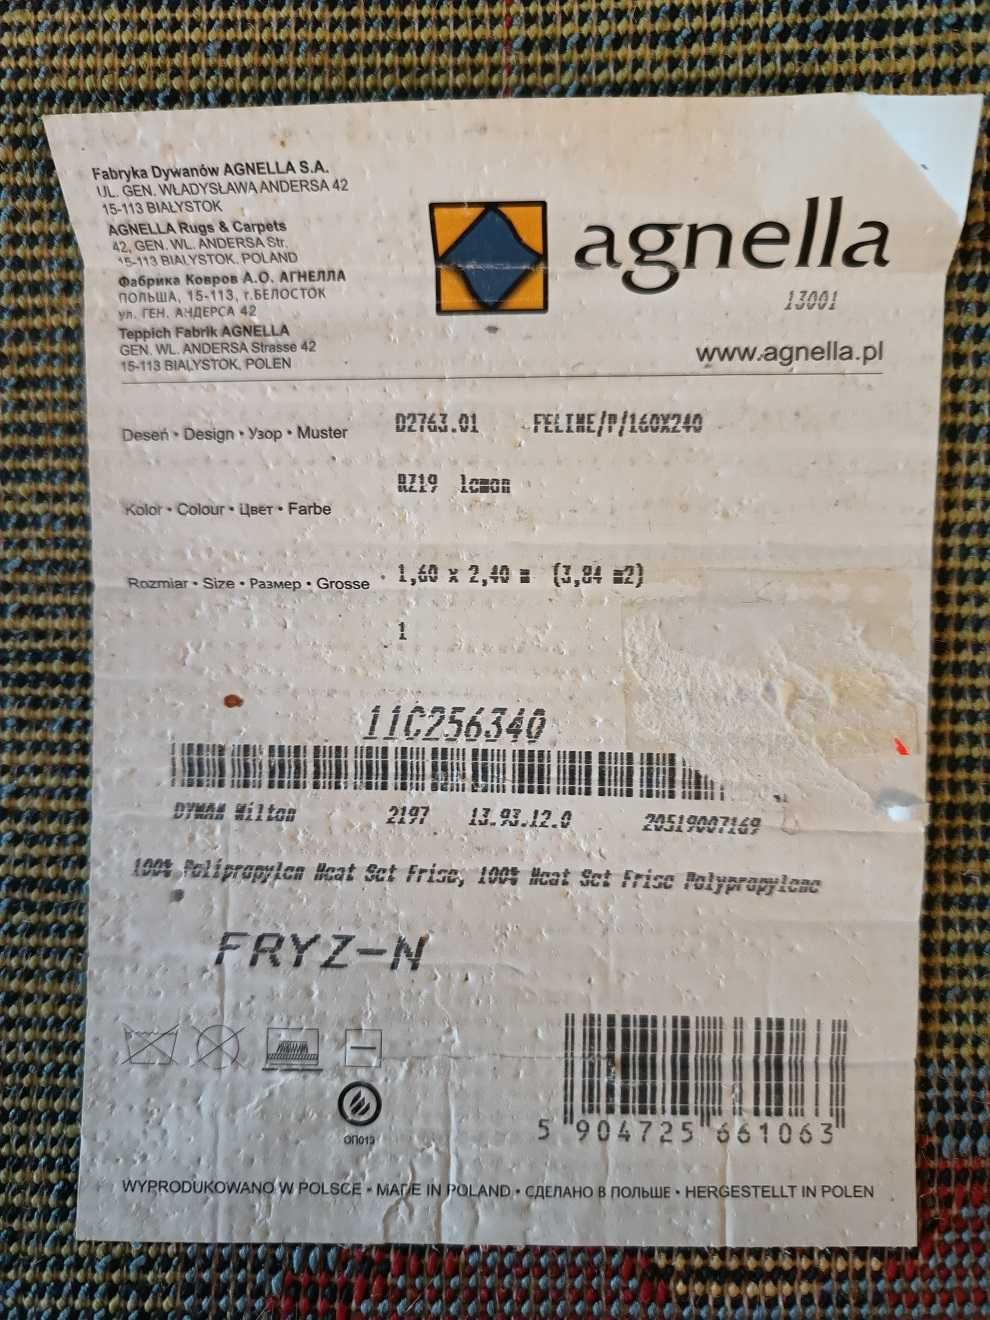 Fabryka Dywanów AGNELLA S.A.
UL. GEN. WŁADYSŁAWA ANDERSA 42
15-113 BIAŁYSTOK
AGNELLA Rugs & Carpets
42, GEN. WL. ANDERSA Str.
15-113 BIALYSTOK, POLAND
Фабрика Ковров А.О. АГНЕЛЛА
ПОЛЬША, 15-113, г.БЕЛОСТОК
ул. ГЕН. АНДЕРСА 42
Teppich Fabrik AGNELLA
GEN. WL. ANDERSA Strasse 42
15-113 BIALYSTOK, POLEN
agnella
13001
www.agnella.pl
Deseń • Design • Узор • Muster D2763.01 FELINE/P/160X240
Kolor • Colour • Цвет • Farbe RZ19 lemon
Rozmiar • Size • Размер • Grosse 1,60 x 2,40 m (3,84 m2)
1
11C256340
DYWAN Wilton 2197 13.93.12.0 20519007169
100% Polipropylen Heat Set Frise, 100% Heat Set Frise Polypropylene
FRYZ-N
ОП013
5 904725 661063
WYPRODUKOWANO W POLSCE • MADE IN POLAND • СДЕЛАНО В ПОЛЬШЕ • HERGESTELLT IN POLEN